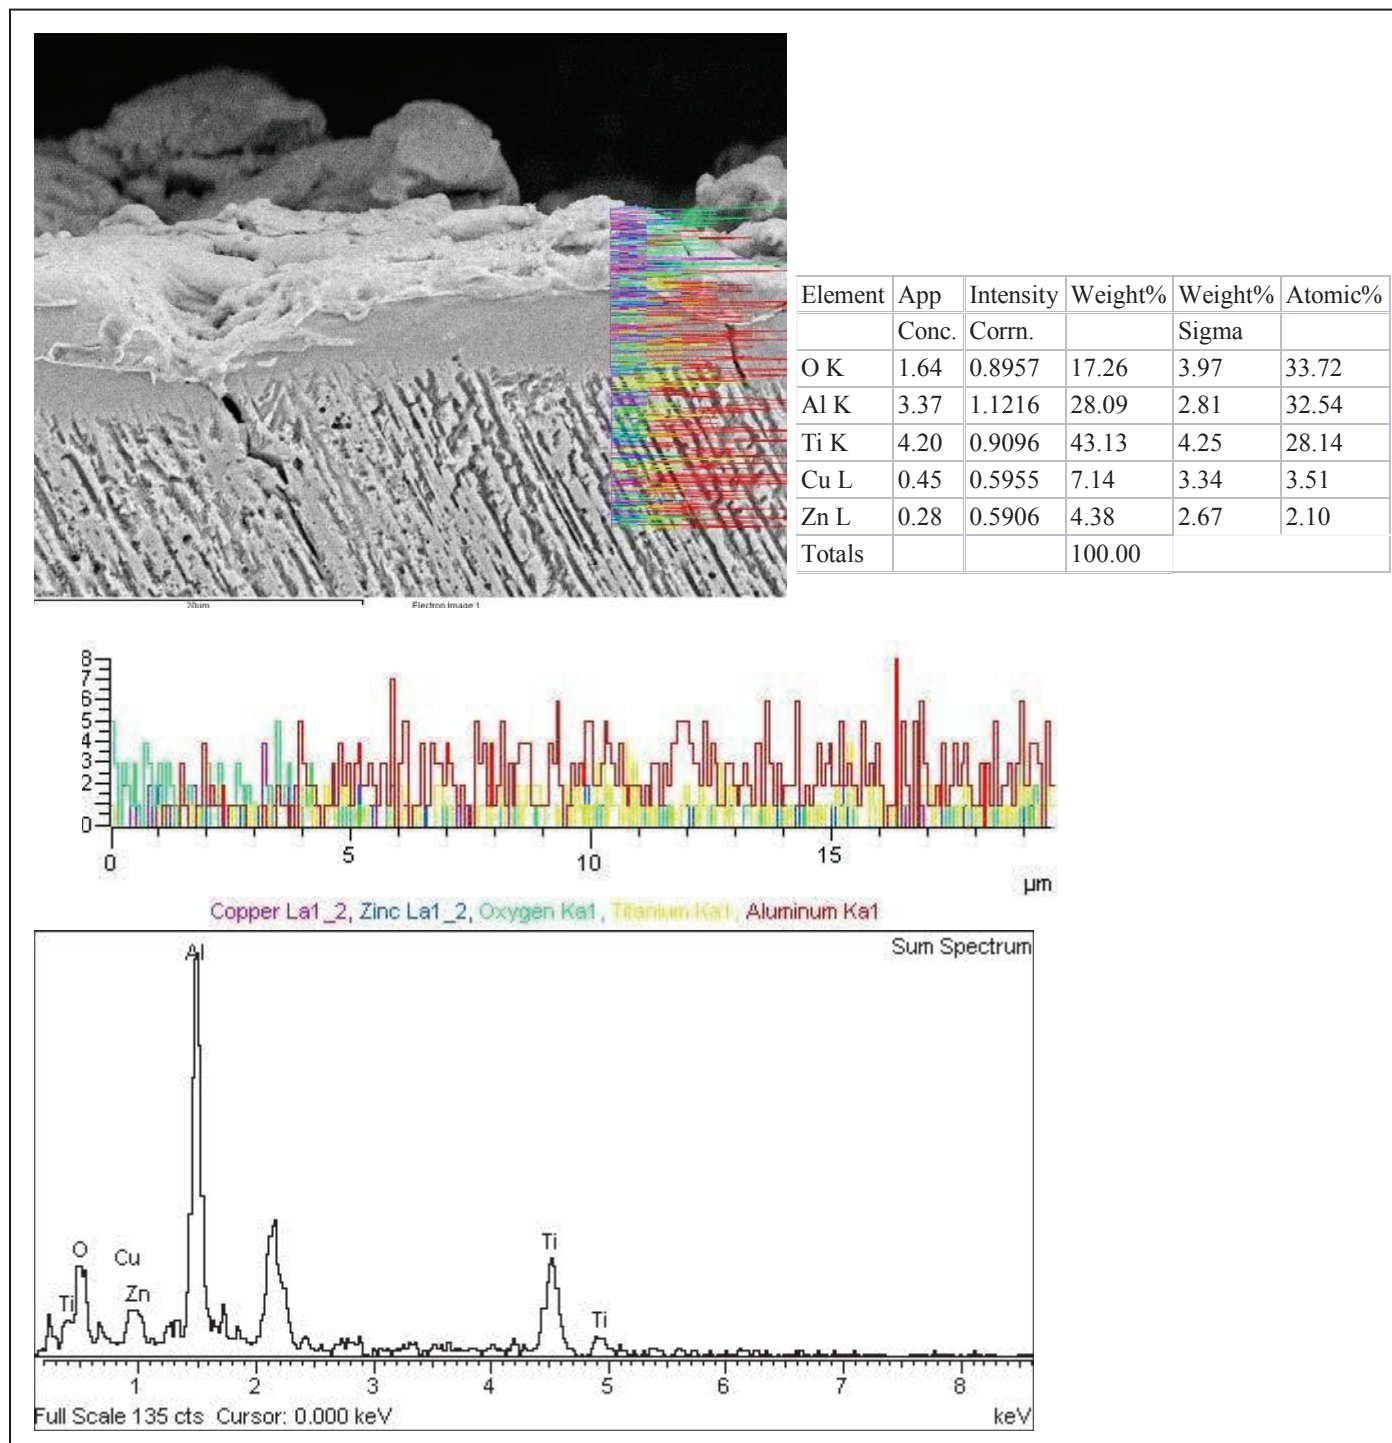 Element App Intensity Weight% Weight% Atomic%
Conc. Corrn. Sigma
O K 1.64 0.8957 17.26 3.97 33.72
Al K 3.37 1.1216 28.09 2.81 32.54
Ti K 4.20 0.9096 43.13 4.25 28.14
Cu L 0.45 0.5955 7.14 3.34 3.51
Zn L 0.28 0.5906 4.38 2.67 2.10
Totals 100.00
20µm Electron Image 1
8
7
6
5
4
3
2
1
0
0 5 10 15
µm
Copper La1_2, Zinc La1_2, Oxygen Ka1, Titanium Ka1, Aluminum Ka1
Sum Spectrum
Al
O
Cu
Ti
Ti Zn
Ti
1 2 3 4 5 6 7 8
Full Scale 135 cts Cursor: 0.000 keV keV